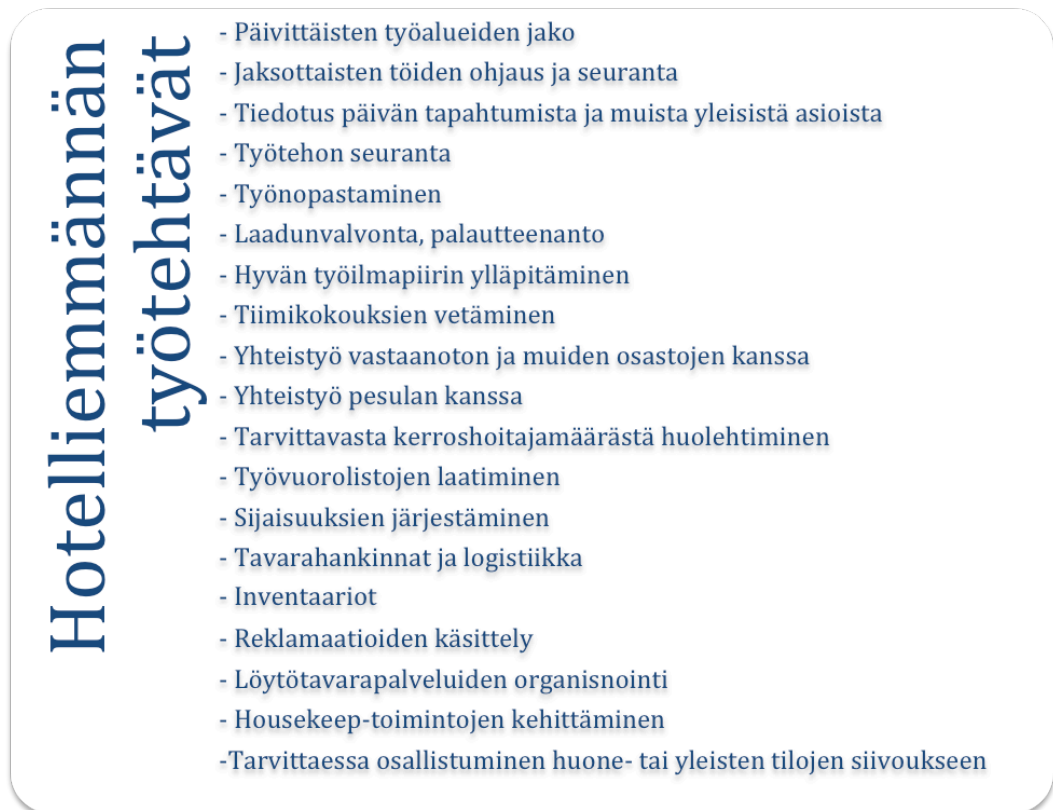 Hotelliemmännän
työtehtävät
- Päivittäisten työalueiden jako
- Jaksottaisten töiden ohjaus ja seuranta
- Tiedotus päivän tapahtumista ja muista yleisistä asioista
- Työtehon seuranta
- Työnopastaminen
- Laadunvalvonta, palautteenanto
- Hyvän työilmapiirin ylläpitäminen
- Tiimikokouksien vetäminen
- Yhteistyö vastaanoton ja muiden osastojen kanssa
- Yhteistyö pesulan kanssa
- Tarvittavasta kerroshoitajamäärästä huolehtiminen
- Työvuorolistojen laatiminen
- Sijaisuuksien järjestäminen
- Tavarahankinnat ja logistiikka
- Inventaariot
- Reklamaatioiden käsittely
- Löytötavarapalveluiden organisnointi
- Housekeep-toimintojen kehittäminen
-Tarvittaessa osallistuminen huone- tai yleisten tilojen siivoukseen